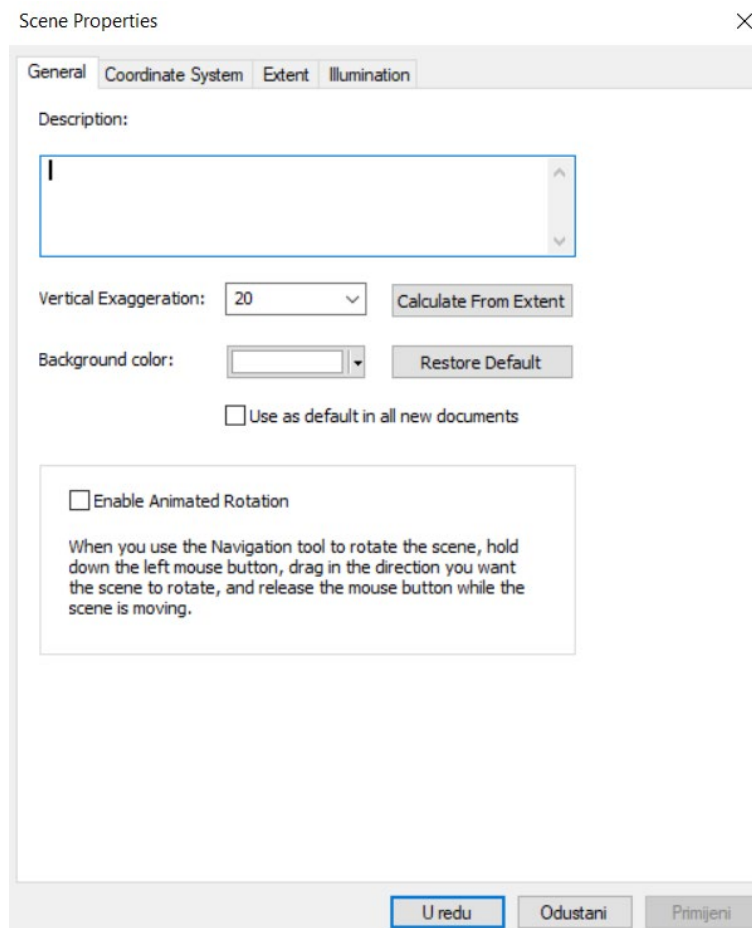 Scene Properties
General Coordinate System Extent Illumination
Description:
Vertical Exaggeration: 20 Calculate From Extent
Background color: Restore Default
Use as default in all new documents
Enable Animated Rotation
When you use the Navigation tool to rotate the scene, hold
down the left mouse button, drag in the direction you want
the scene to rotate, and release the mouse button while the
scene is moving.
U redu Odustani Primijeni